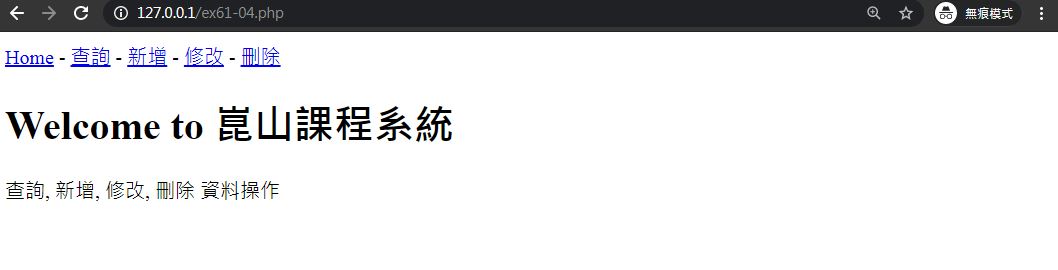 127.0.0.1/ex61-04.php 無痕模式
Home - 查詢 - 新增 - 修改 - 刪除
Welcome to 崑山課程系統
查詢, 新增, 修改, 刪除 資料操作